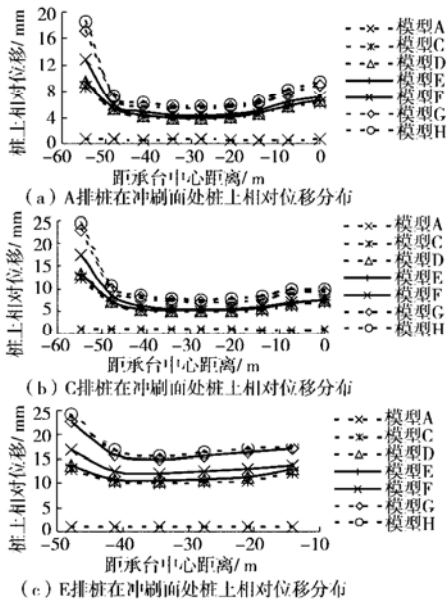 桩上相对位移/ mm
20
16
12
8
4
0
-60 -50 -40 -30 -20 -10 0
距承台中心距离/ m
模型A
模型C
模型D
模型E
模型F
模型G
模型H
(a) A排桩在冲刷面处桩上相对位移分布
桩上相对位移/ mm
25
20
15
10
5
0
-60 -50 -40 -30 -20 -10 0
距承台中心距离/ m
模型A
模型C
模型D
模型E
模型F
模型G
模型H
(b) C排桩在冲刷面处桩上相对位移分布
桩上相对位移/ mm
25
20
15
10
5
0
-50 -40 -30 -20 -10
距承台中心距离/ m
模型A
模型C
模型D
模型E
模型F
模型G
模型H
(c) E排桩在冲刷面处桩上相对位移分布